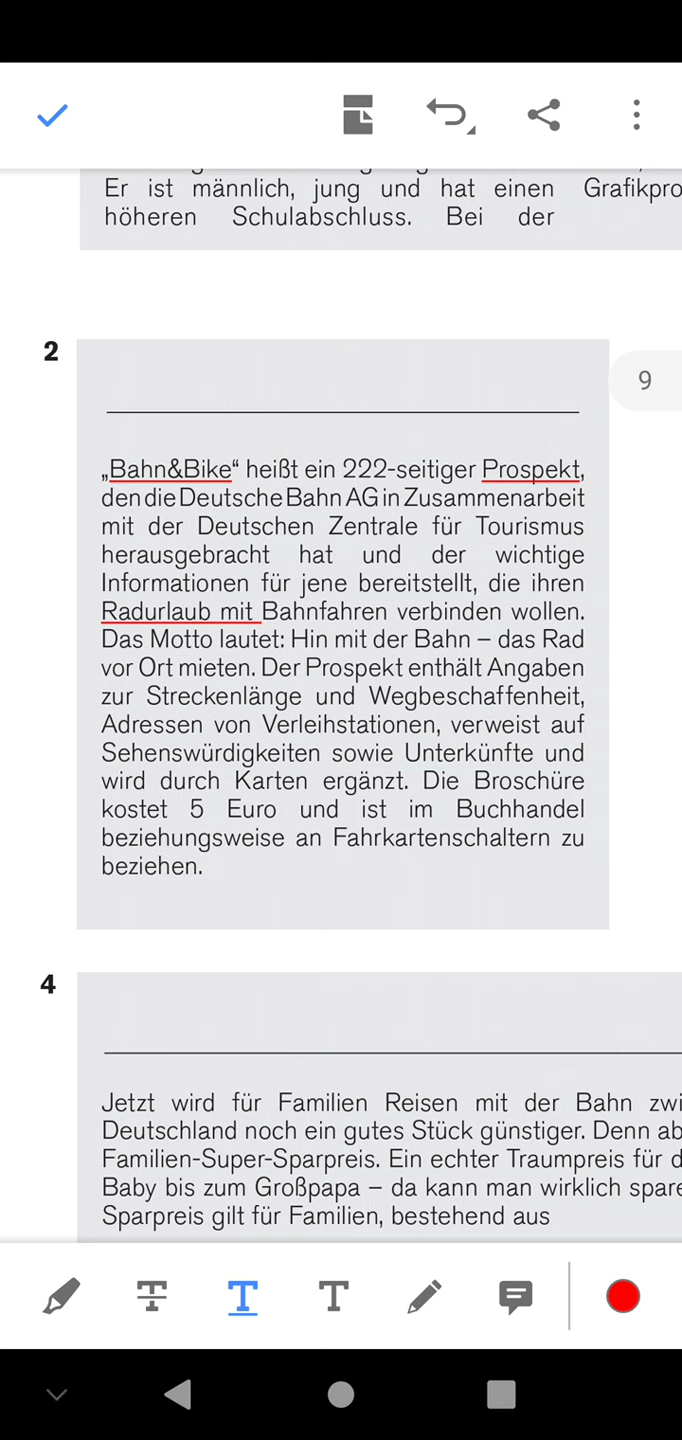 Er ist männlich, jung und hat einen Grafikpro
höheren Schulabschluss. Bei der
2
9
„Bahn&Bike“ heißt ein 222-seitiger Prospekt,
den die Deutsche Bahn AG in Zusammenarbeit
mit der Deutschen Zentrale für Tourismus
herausgebracht hat und der wichtige
Informationen für jene bereitstellt, die ihren
Radurlaub mit Bahnfahren verbinden wollen.
Das Motto lautet: Hin mit der Bahn – das Rad
vor Ort mieten. Der Prospekt enthält Angaben
zur Streckenlänge und Wegbeschaffenheit,
Adressen von Verleihstationen, verweist auf
Sehenswürdigkeiten sowie Unterkünfte und
wird durch Karten ergänzt. Die Broschüre
kostet 5 Euro und ist im Buchhandel
beziehungsweise an Fahrkartenschaltern zu
beziehen.
4
Jetzt wird für Familien Reisen mit der Bahn zwi
Deutschland noch ein gutes Stück günstiger. Denn ab
Familien-Super-Sparpreis. Ein echter Traumpreis für d
Baby bis zum Großpapa – da kann man wirklich spare
Sparpreis gilt für Familien, bestehend aus
T
T
T